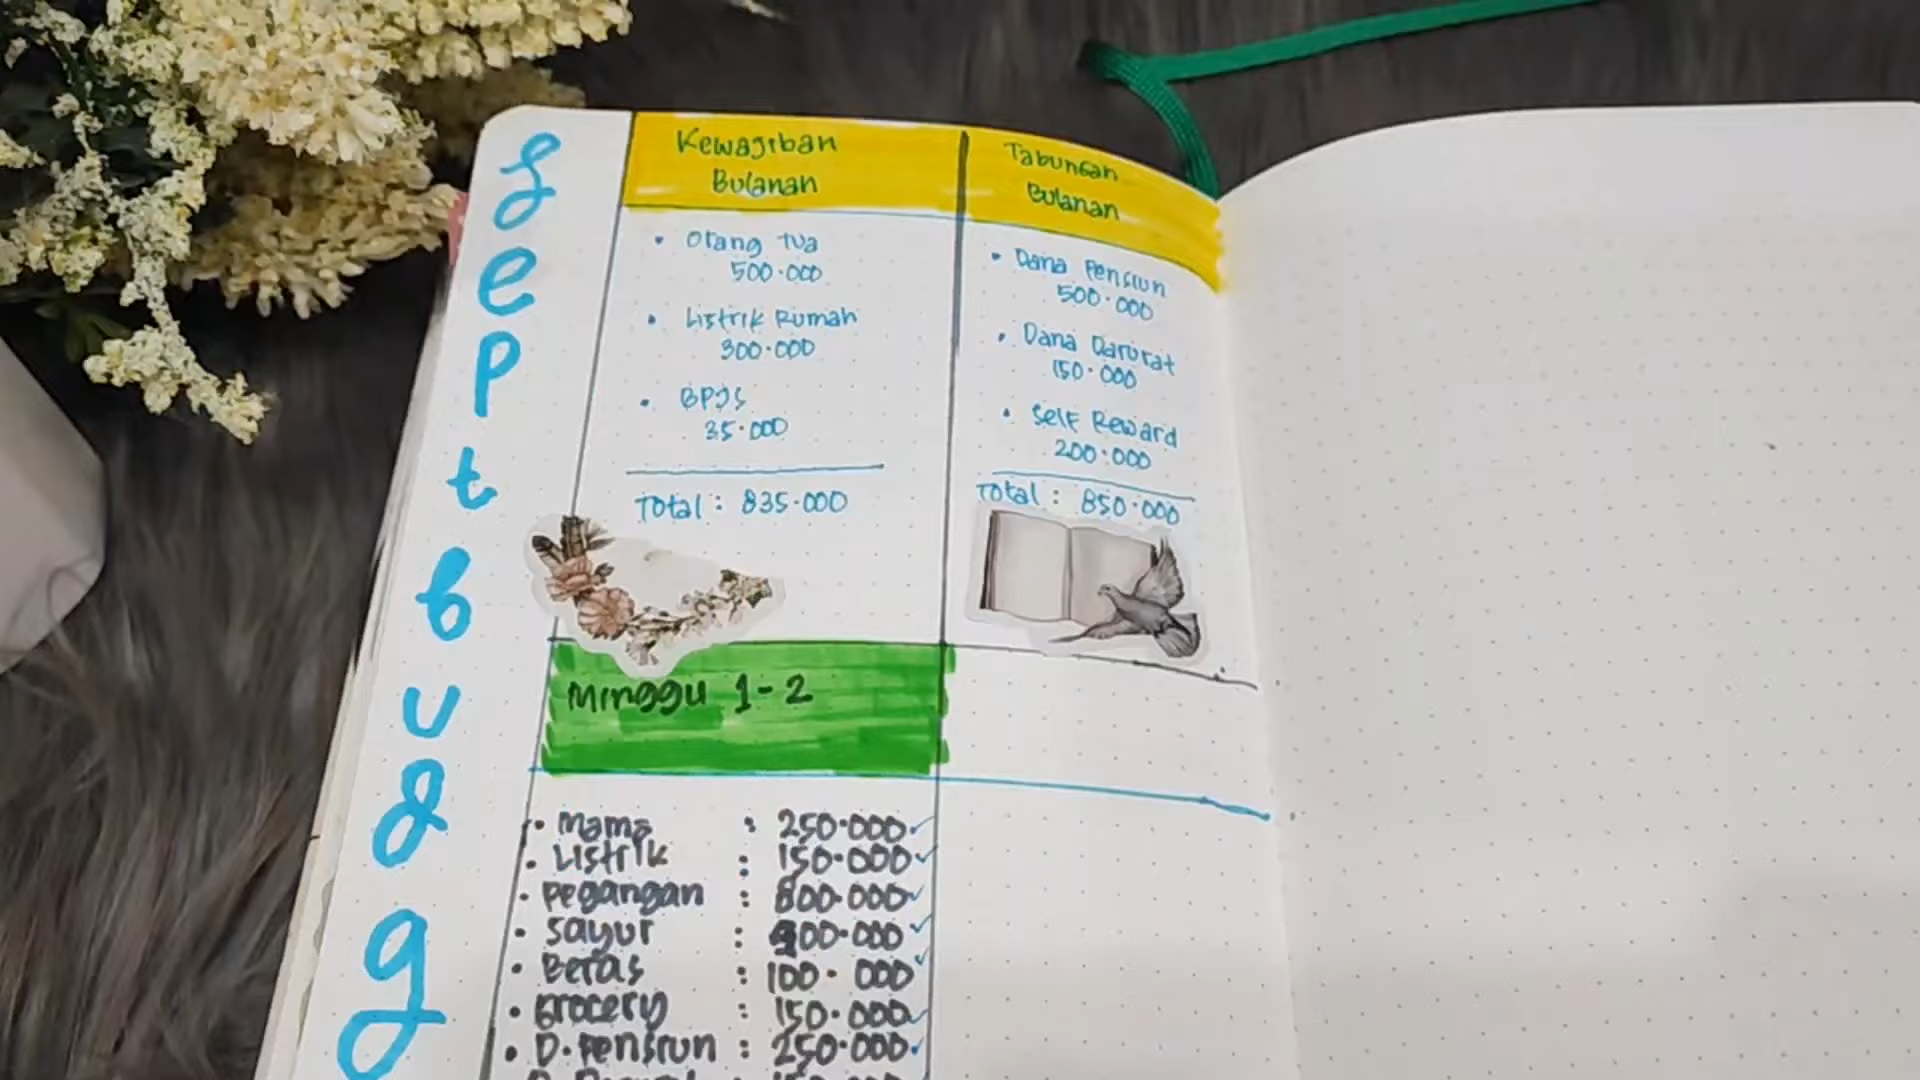 Sept budg
Kewajiban
Bulanan
• Orang tua
500.000
• Listrik Rumah
300.000
• BPJS
35.000
Total : 835.000
Tabungan
Bulanan
• Dana Pensiun
500.000
• Dana Darurat
150.000
• Self Reward
200.000
Total : 850.000
Minggu 1-2
• Mama : 250.000 ✓
• Listrik : 150.000 ✓
• Pegangan : 800.000 ✓
• Sayur : 00.000 ✓
• Beras : 100.000 ✓
• Grocery : 150.000 ✓
• D. Pensiun : 250.000 ✓